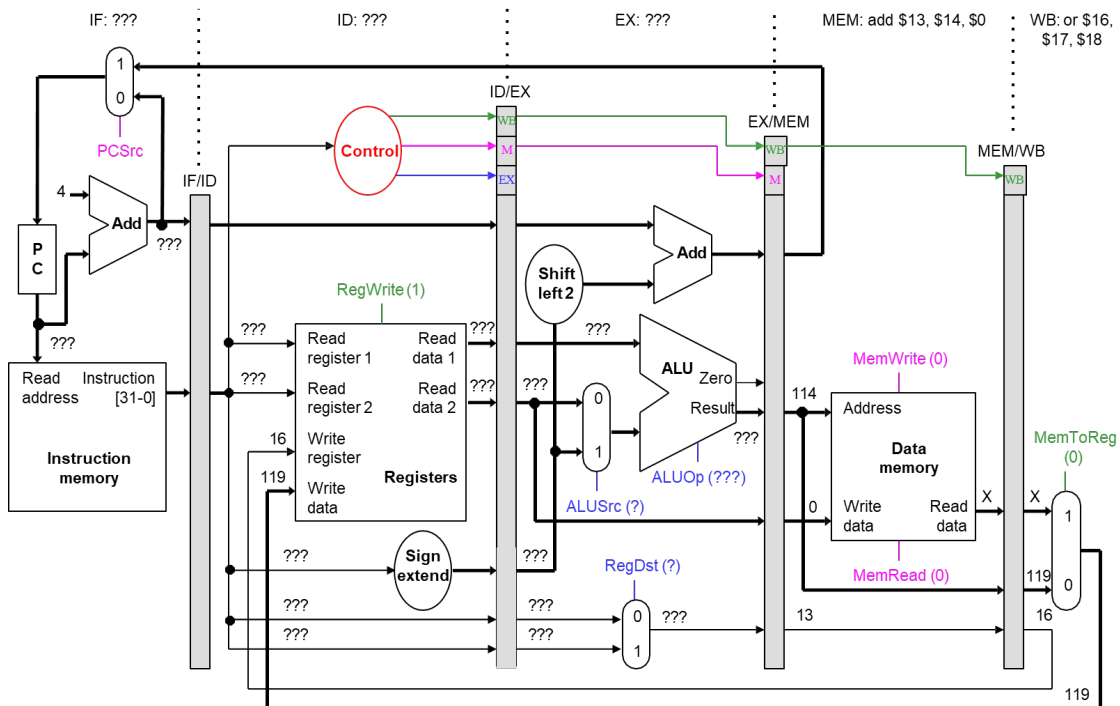 IF: ???
ID: ???
EX: ???
MEM: add $13, $14, $0
WB: or $16,
$17, $18
1
0
PCSrc
ID/EX
WB
M
EX
Control
EX/MEM
WB
M
MEM/WB
WB
IF/ID
4
Add
???
P
C
???
Add
Shift
left 2
RegWrite (1)
???
Read
register 1
Read
data 1
???
???
???
Read
register 2
Read
data 2
???
???
16
Write
register
119
Write
data
Registers
0
1
ALUSrc (?)
ALU
Zero
Result
???
ALUOp (???)
Read
address
Instruction
[31-0]
Instruction
memory
MemWrite (0)
114
Address
Data
memory
0
Write
data
Read
data
X
X
MemRead (0)
MemToReg
(0)
1
0
119
???
Sign
extend
???
RegDst (?)
???
???
0
???
13
16
???
???
1
119